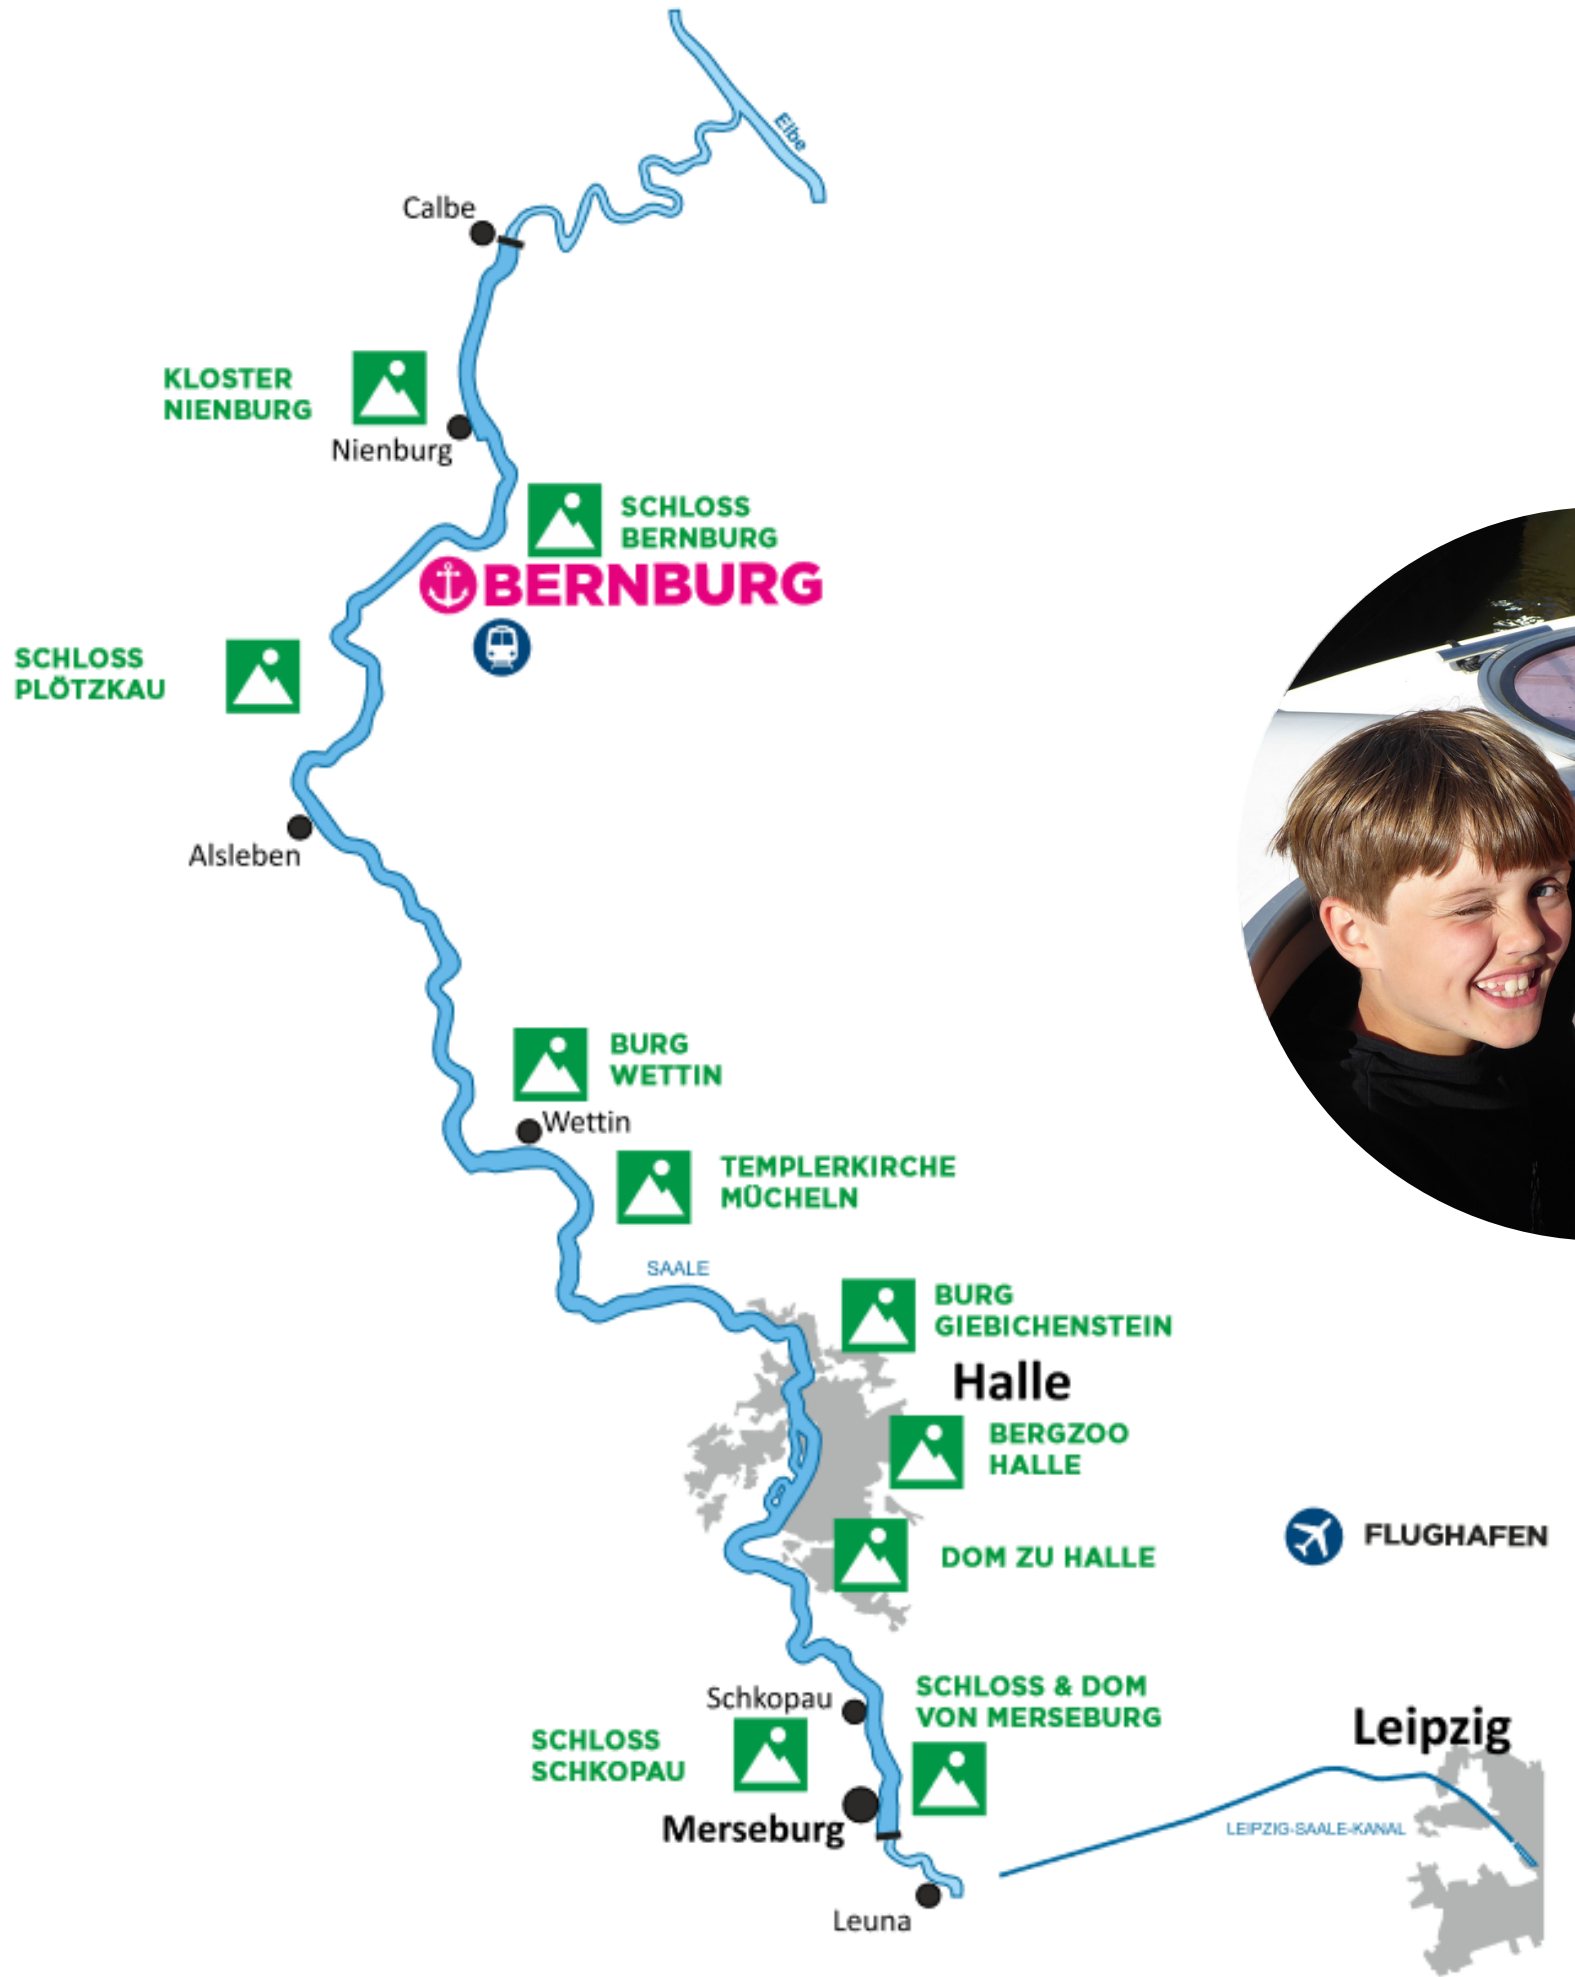 Elbe
Calbe
KLOSTER
NIENBURG
Nienburg
SCHLOSS
BERNBURG
BERNBURG
SCHLOSS
PLÖTZKAU
Alsleben
BURG
WETTIN
Wettin
TEMPLERKIRCHE
MÜCHELN
SAALE
BURG
GIEBICHENSTEIN
Halle
BERGZOO
HALLE
FLUGHAFEN
DOM ZU HALLE
SCHLOSS & DOM
VON MERSEBURG
Schkopau
SCHLOSS
SCHKOPAU
Leipzig
Merseburg
LEIPZIG-SAALE-KANAL
Leuna